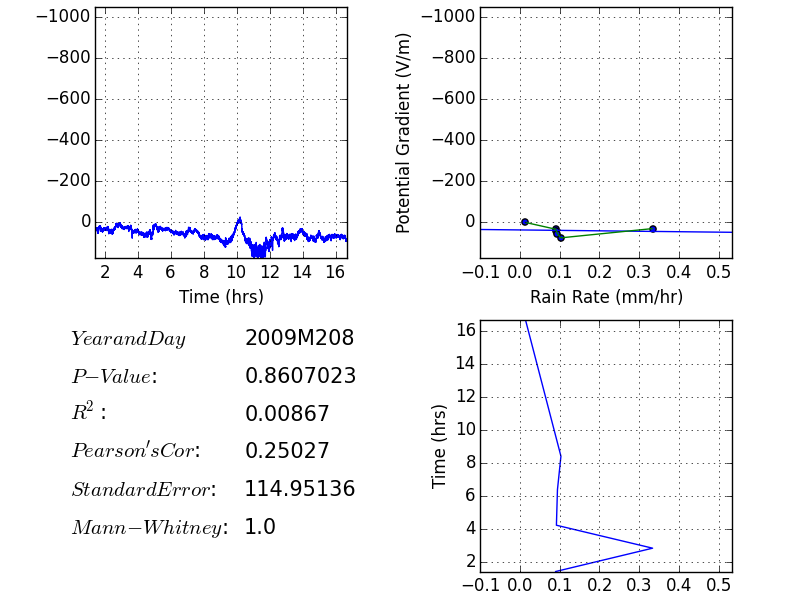 −1000
−800
−600
−400
−200
0
2 4 6 8 10 12 14 16
Time (hrs)
Potential Gradient (V/m)
−1000
−800
−600
−400
−200
0
−0.1 0.0 0.1 0.2 0.3 0.4 0.5
Rain Rate (mm/hr)
YearandDay 2009M208
P−Value: 0.8607023
R²: 0.00867
Pearson'sCor: 0.25027
StandardError: 114.95136
Mann−Whitney: 1.0
Time (hrs)
16
14
12
10
8
6
4
2
−0.1 0.0 0.1 0.2 0.3 0.4 0.5